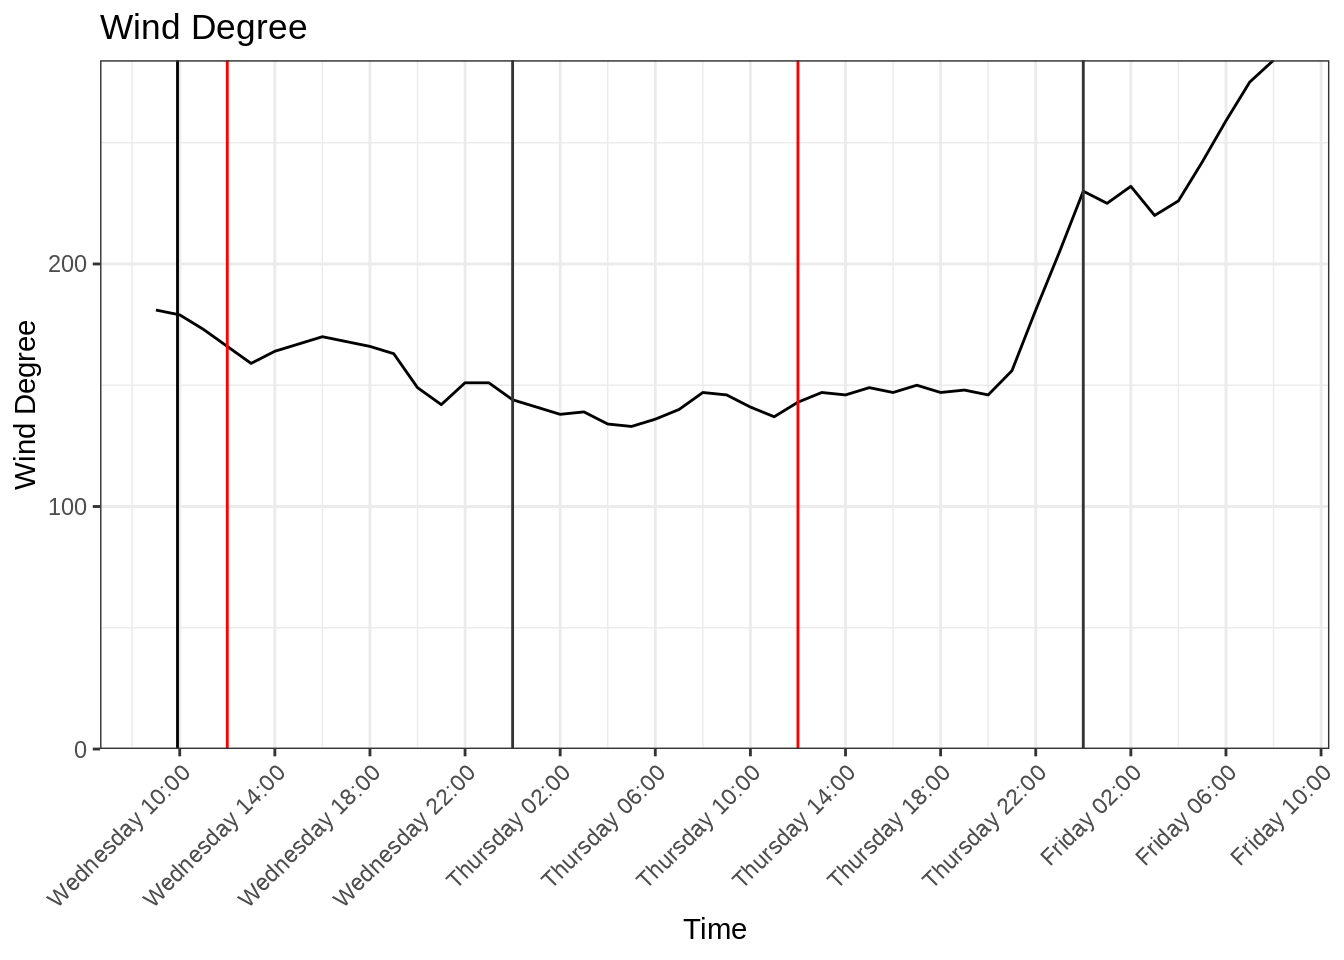 Wind Degree
Wind Degree
200
100
0
Wednesday 10:00
Wednesday 14:00
Wednesday 18:00
Wednesday 22:00
Thursday 02:00
Thursday 06:00
Thursday 10:00
Thursday 14:00
Thursday 18:00
Thursday 22:00
Friday 02:00
Friday 06:00
Friday 10:00
Time